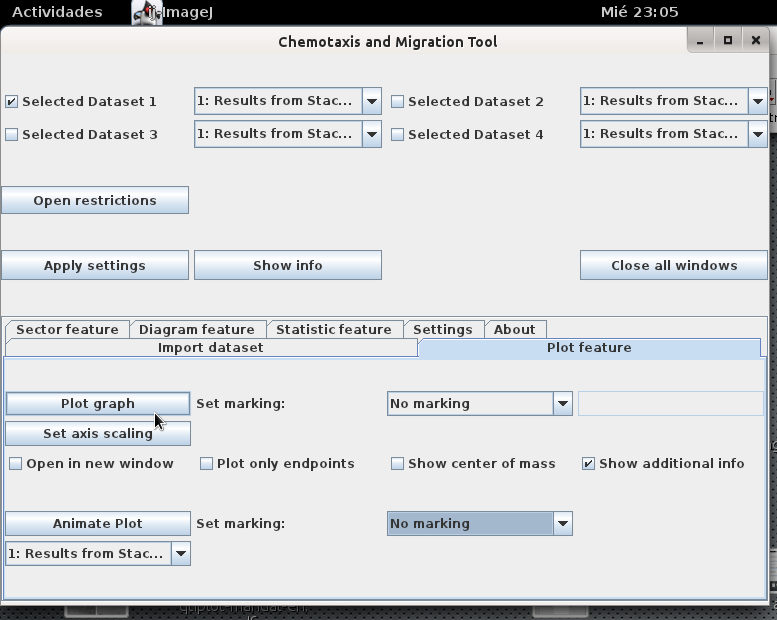 Actividades ImageJ Mié 23:05
Chemotaxis and Migration Tool
Selected Dataset 1 1: Results from Stac... Selected Dataset 2 1: Results from Stac...
Selected Dataset 3 1: Results from Stac... Selected Dataset 4 1: Results from Stac...
Open restrictions
Apply settings Show info Close all windows
Sector feature Diagram feature Statistic feature Settings About
Import dataset Plot feature
Plot graph Set marking: No marking
Set axis scaling
Open in new window Plot only endpoints Show center of mass Show additional info
Animate Plot Set marking: No marking
1: Results from Stac...